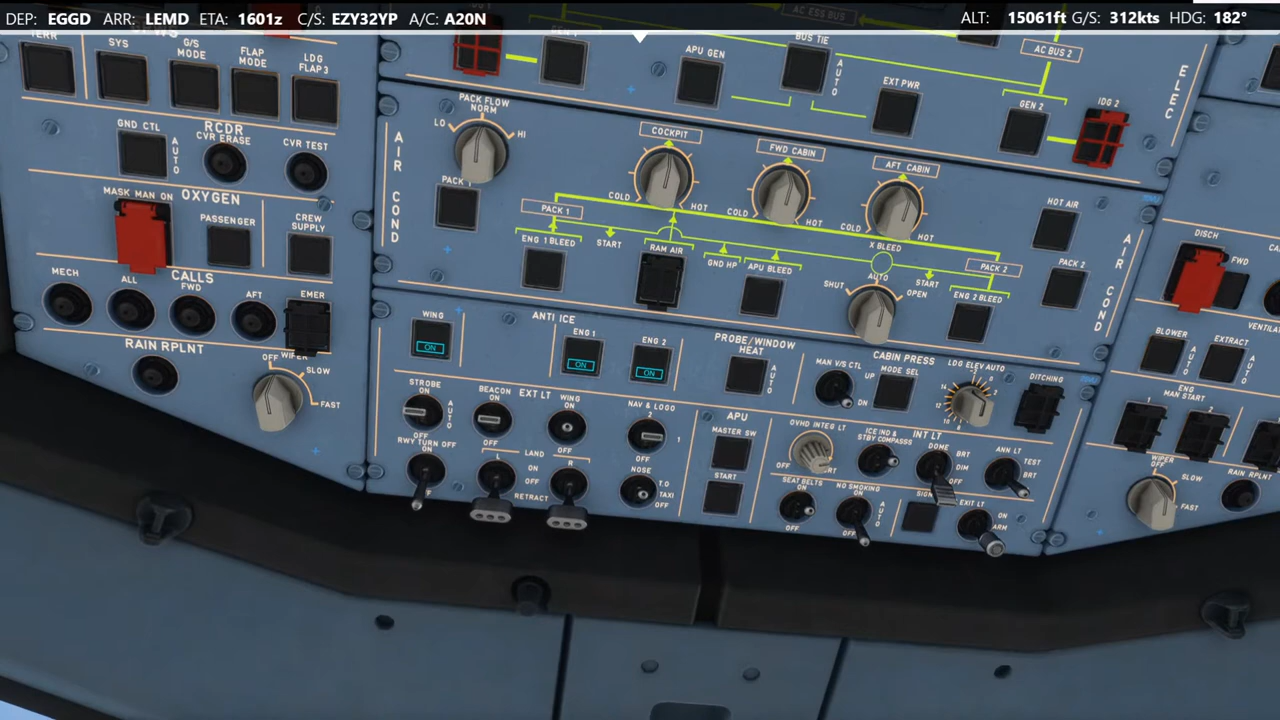 DEP: EGGD ARR: LEMD ETA: 1601z C/S: EZY32YP A/C: A20N ALT: 15061ft G/S: 312kts HDG: 182°
TERR
SYS
G/S MODE
FLAP MODE
LDG FLAP 3
GND CTL
AUTO
RCDR
CVR ERASE
CVR TEST
OXYGEN
MASK MAN ON
PASSENGER
CREW SUPPLY
CALLS
MECH
ALL
FWD
AFT
EMER
RAIN RPLNT
WIPER
OFF
SLOW
FAST
APU GEN
BUS TIE
AUTO
EXT PWR
AC ESS BUS
AC BUS 2
GEN 2
IDG 2
ELEC
AIR COND
PACK FLOW
NORM
LO
HI
PACK 1
COCKPIT
FWD CABIN
AFT CABIN
COLD
HOT
COLD
HOT
COLD
HOT
HOT AIR
PACK 2
AIR COND
PACK 1
ENG 1 BLEED
START
RAM AIR
GND HP
APU BLEED
X BLEED
AUTO
SHUT
OPEN
START
PACK 2
ENG 2 BLEED
ANTI ICE
WING
ON
ENG 1
ON
ENG 2
ON
PROBE/WINDOW HEAT
AUTO
CABIN PRESS
MAN V/S CTL
UP
DN
MODE SEL
LDG ELEV AUTO
DITCHING
EXT LT
STROBE
ON
AUTO
OFF
BEACON
ON
OFF
WING
ON
OFF
NAV & LOGO
2
1
OFF
RWY TURN OFF
ON
L
LAND
R
ON
OFF
RETRACT
NOSE
T.O
TAXI
OFF
APU
MASTER SW
START
INT LT
OVHD INTEG LT
OFF
BRT
ICE IND & STBY COMPASS
ON
OFF
DOME
BRT
DIM
OFF
ANN LT
TEST
BRT
SEAT BELTS
ON
OFF
NO SMOKING
ON
AUTO
OFF
SIGNS
EXIT LT
ON
ARM
DISCH
FWD
BLOWER
AUTO
EXTRACT
AUTO
ENG
MAN START
1
2
WIPER
OFF
SLOW
FAST
RAIN RPLNT